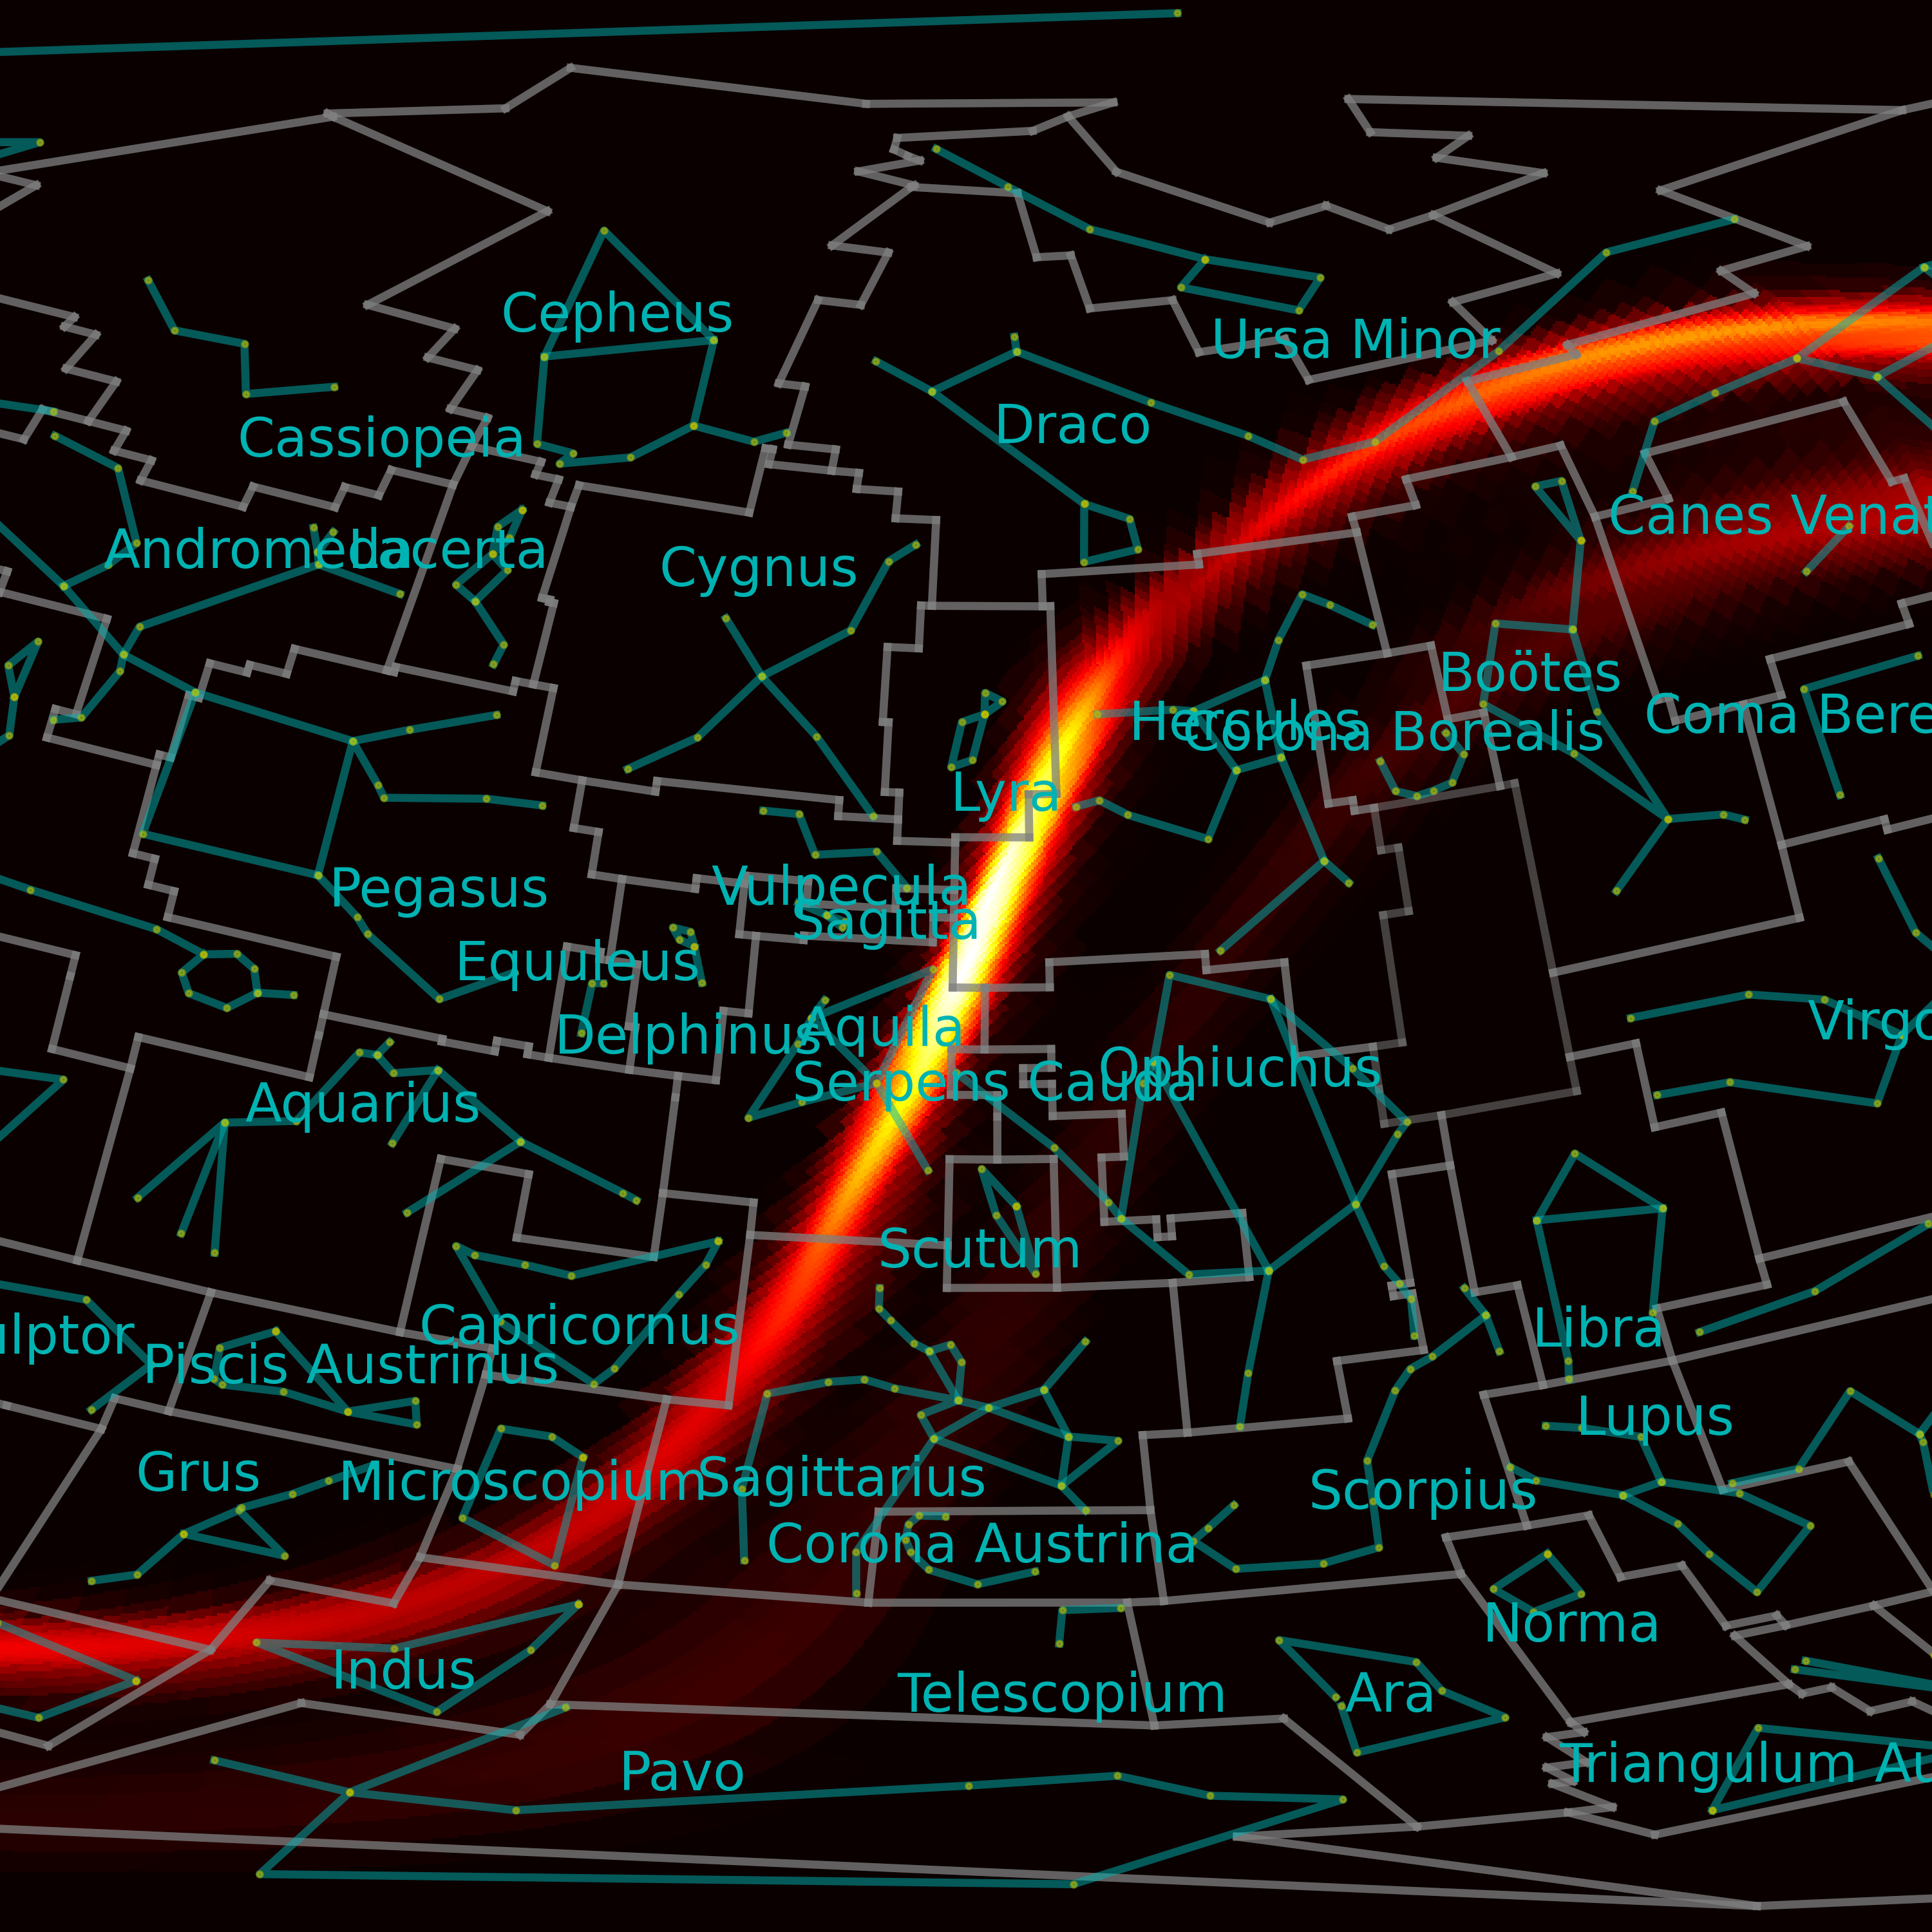 Cepheus
Ursa Minor
Draco
Cassiopeia
Canes Venat
Andromeda
Lacerta
Cygnus
Boötes
Coma Bere
Hercules
Corona Borealis
Lyra
Pegasus
Vulpecula
Sagitta
Equuleus
Virgo
Delphinus
Aquila
Ophiuchus
Serpens Cauda
Aquarius
Scutum
Capricornus
Libra
ulptor
Piscis Austrinus
Lupus
Grus
Microscopium
Sagittarius
Scorpius
Corona Austrina
Norma
Indus
Telescopium
Ara
Pavo
Triangulum Au